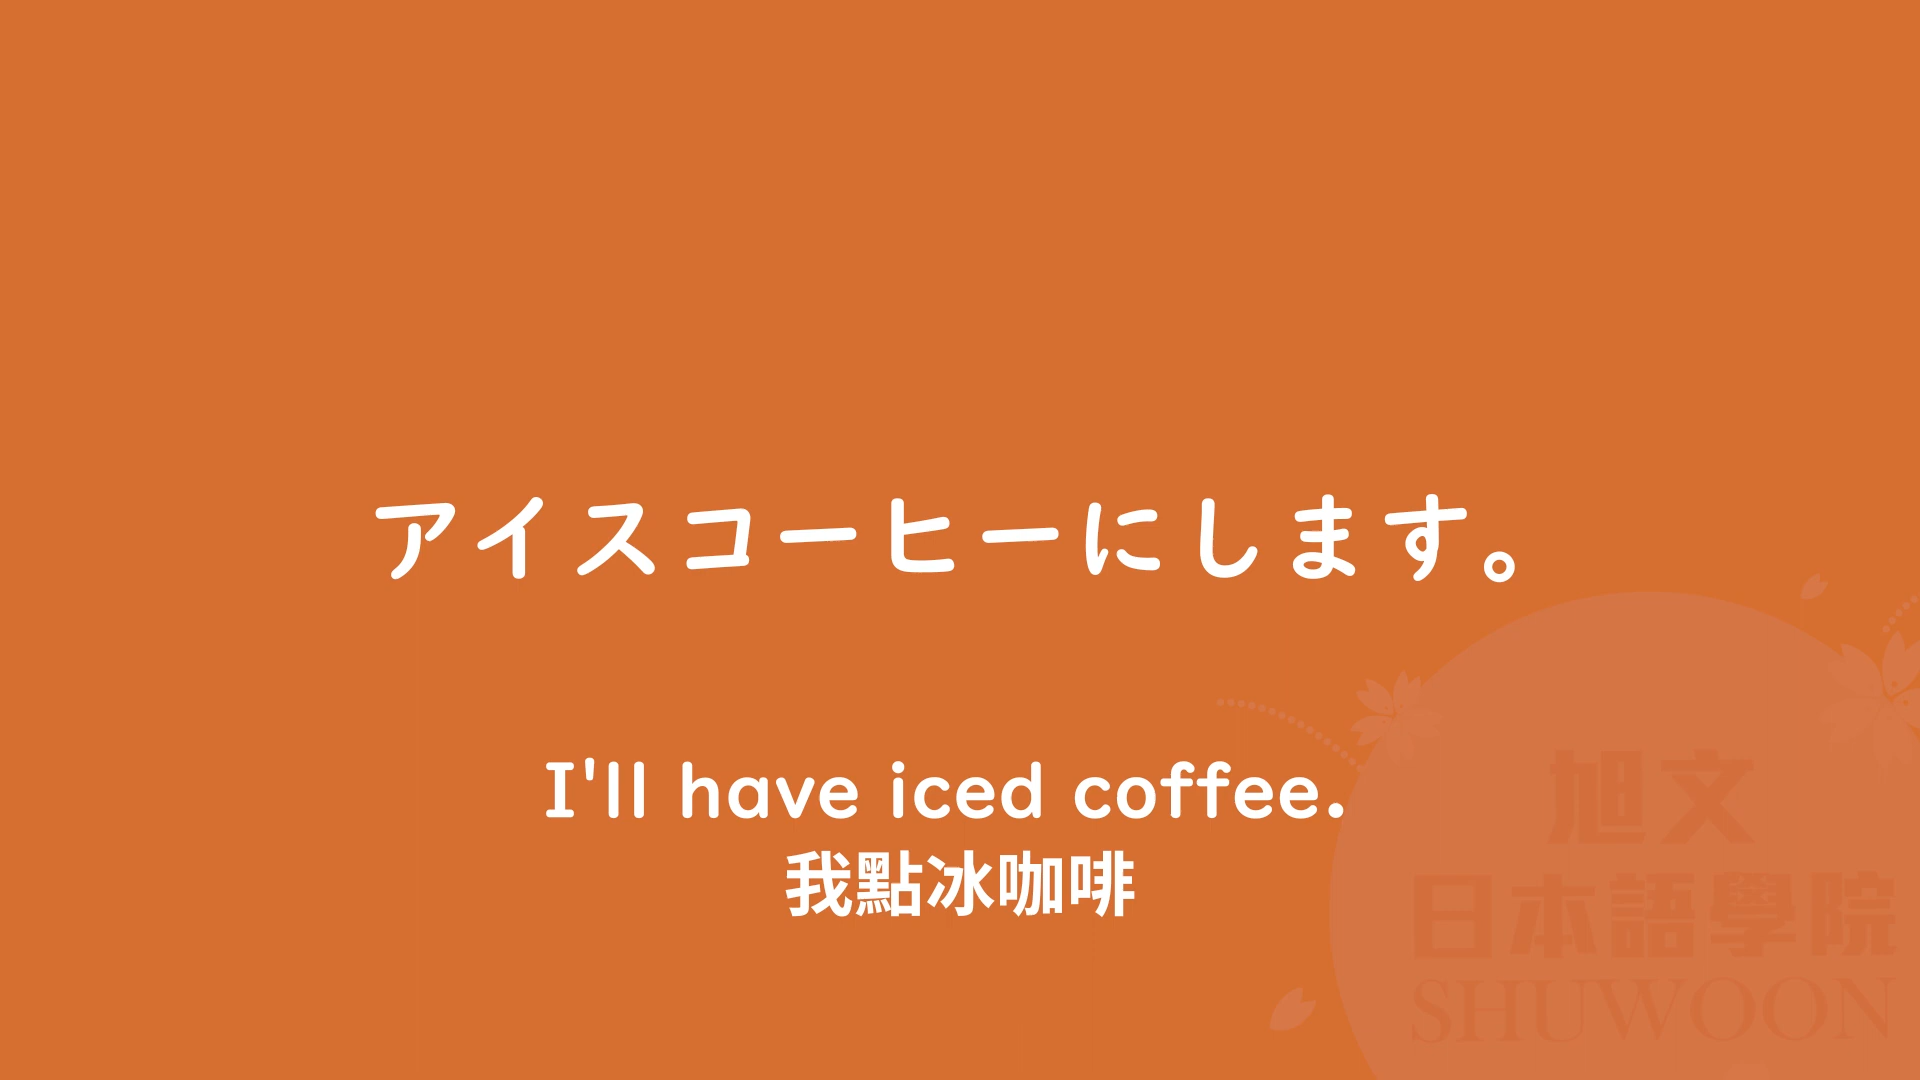 アイスコーヒーにします。
I'll have iced coffee.
我點冰咖啡
旭文
日本語學院
SHUWOON